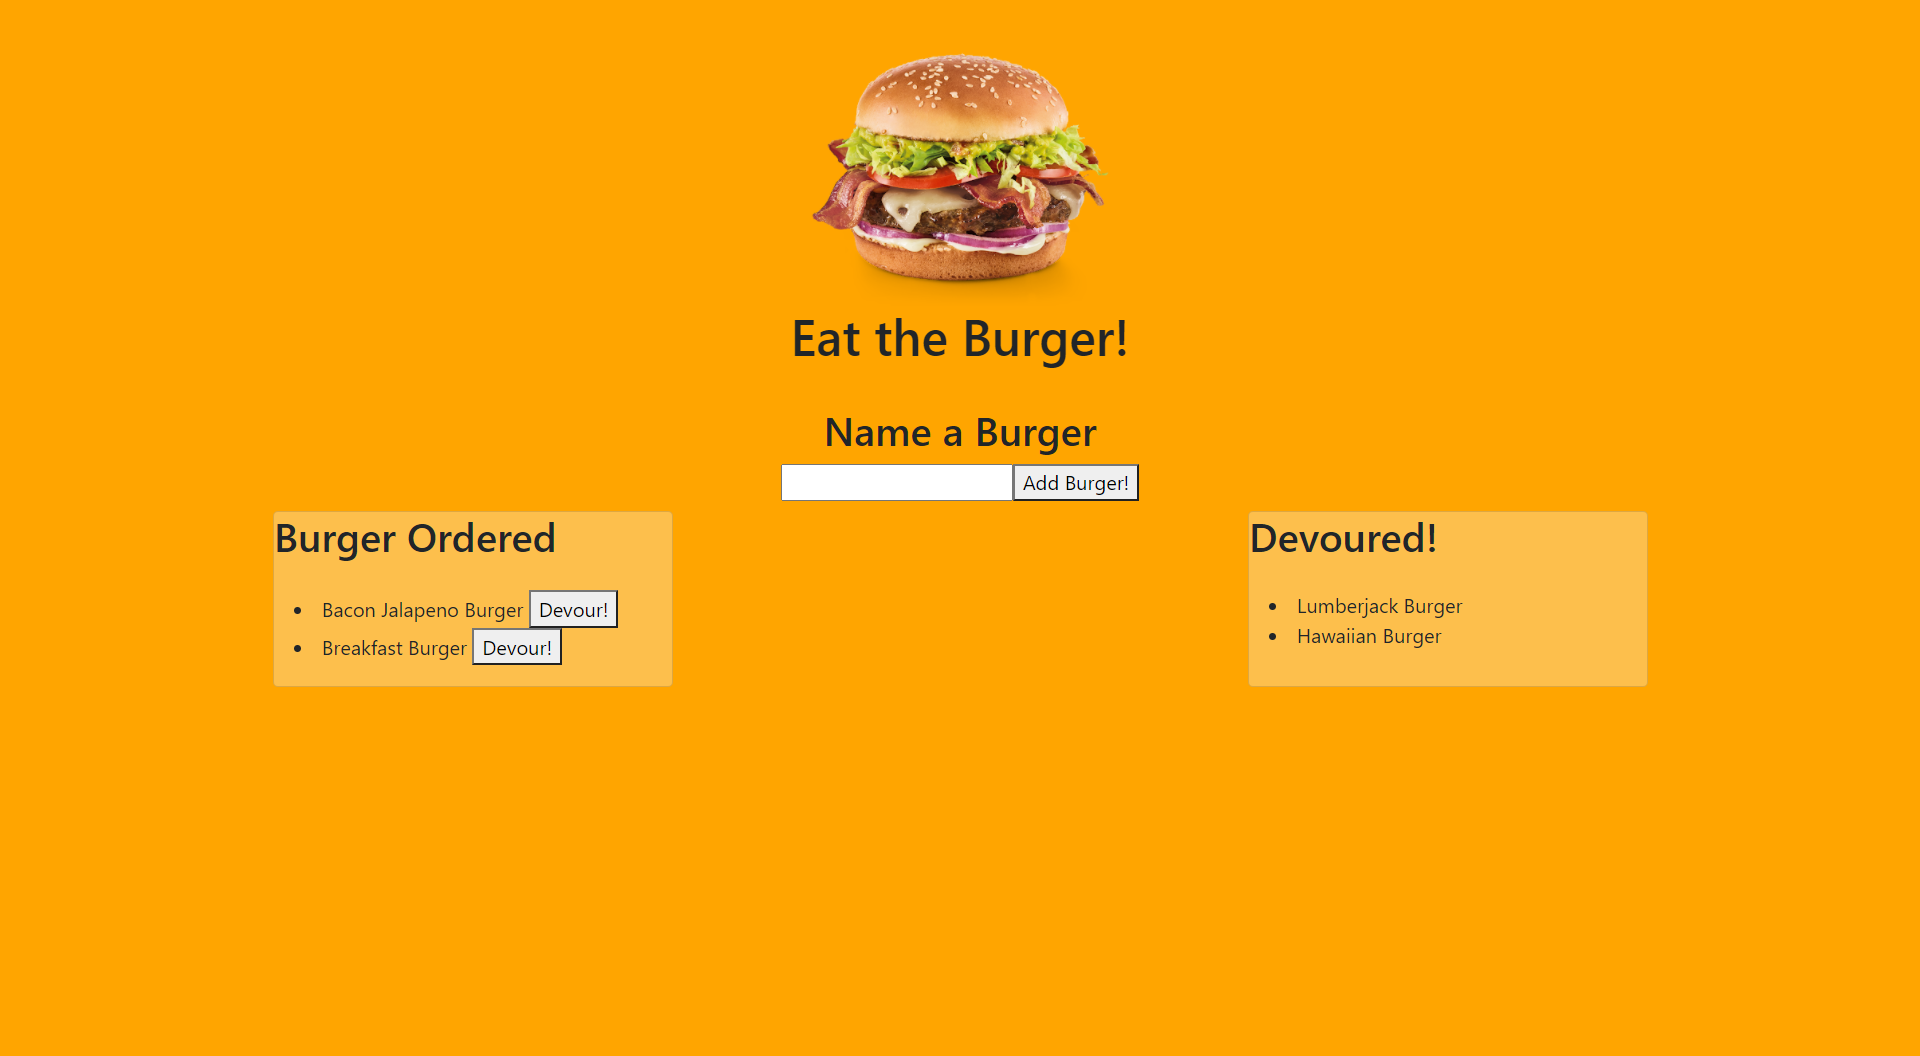 Eat the Burger!
Name a Burger
Add Burger!
Burger Ordered
Bacon Jalapeno Burger Devour!
Breakfast Burger Devour!
Devoured!
Lumberjack Burger
Hawaiian Burger